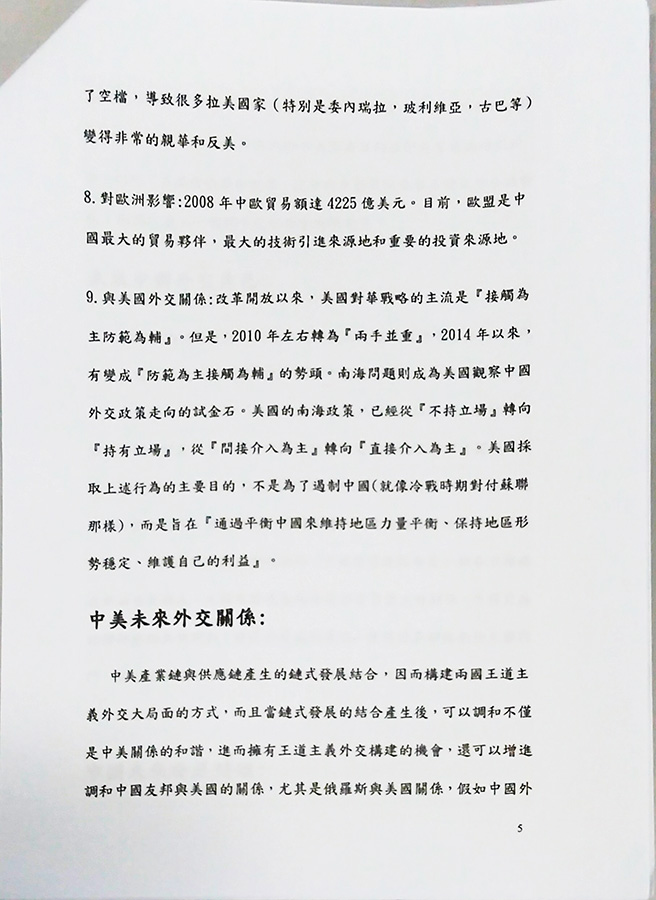 了空檔，導致很多拉美國家（特別是委內瑞拉，玻利維亞，古巴等）
變得非常的親華和反美。
8.對歐洲影響:2008 年中歐貿易額達 4225 億美元。目前，歐盟是中
國最大的貿易夥伴，最大的技術引進來源地和重要的投資來源地。
9.與美國外交關係:改革開放以來，美國對華戰略的主流是『接觸為
主防範為輔』。但是，2010 年左右轉為『兩手並重』，2014 年以來，
有變成『防範為主接觸為輔』的勢頭。南海問題則成為美國觀察中國
外交政策走向的試金石。美國的南海政策，已經從『不持立場』轉向
『持有立場』，從『間接介入為主』轉向『直接介入為主』。美國採
取上述行為的主要目的，不是為了遏制中國(就像冷戰時期對付蘇聯
那樣)，而是旨在『通過平衡中國來維持地區力量平衡、保持地區形
勢穩定、維護自己的利益』。
中美未來外交關係:
中美產業鏈與供應鏈產生的鏈式發展結合，因而構建兩國王道主
義外交大局面的方式，而且當鏈式發展的結合產生後，可以調和不僅
是中美關係的和諧，進而擁有王道主義外交構建的機會，還可以增進
調和中國友邦與美國的關係，尤其是俄羅斯與美國關係，假如中國外
5